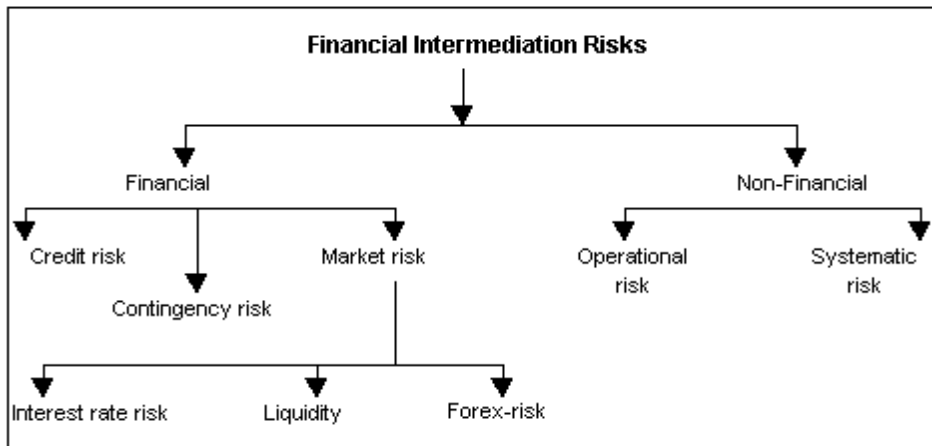 Financial Intermediation Risks
Financial
Non-Financial
Credit risk
Market risk
Operational
risk
Systematic
risk
Contingency risk
Interest rate risk
Liquidity
Forex-risk